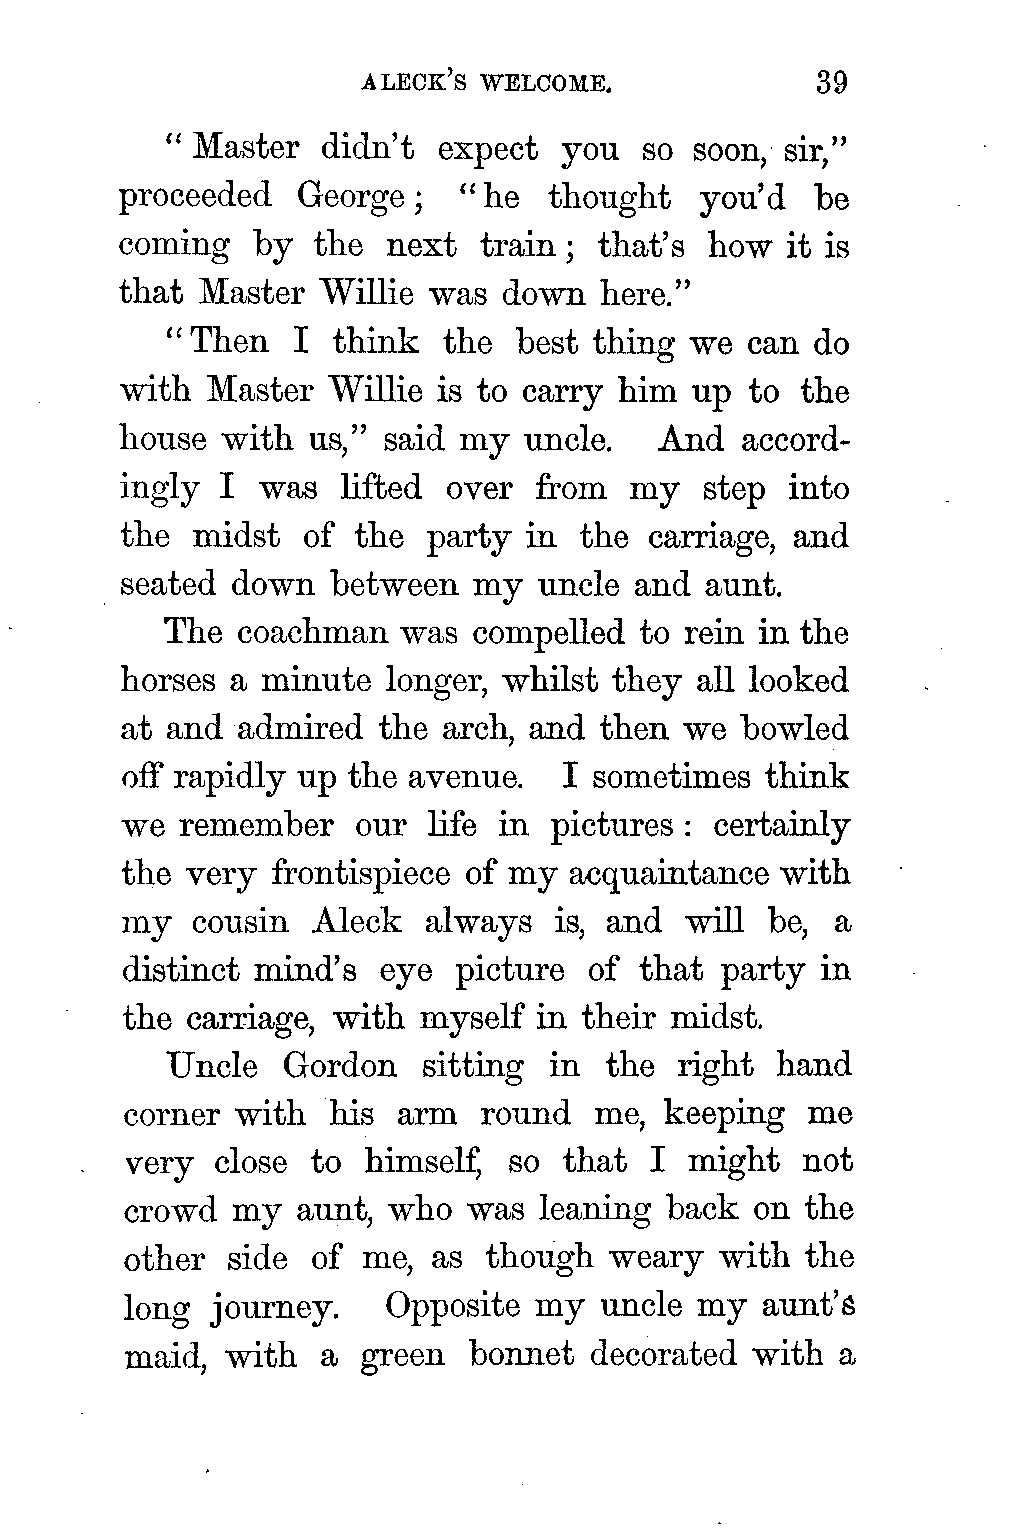 ALECK'S WELCOME. 39
"Master didn't expect you so soon, sir,"
proceeded George; "he thought you'd be
coming by the next train; that's how it is
that Master Willie was down here."
"Then I think the best thing we can do
with Master Willie is to carry him up to the
house with us," said my uncle. And accord-
ingly I was lifted over from my step into
the midst of the party in the carriage, and
seated down between my uncle and aunt.
The coachman was compelled to rein in the
horses a minute longer, whilst they all looked
at and admired the arch, and then we bowled
off rapidly up the avenue. I sometimes think
we remember our life in pictures: certainly
the very frontispiece of my acquaintance with
my cousin Aleck always is, and will be, a
distinct mind's eye picture of that party in
the carriage, with myself in their midst.
Uncle Gordon sitting in the right hand
corner with his arm round me, keeping me
very close to himself, so that I might not
crowd my aunt, who was leaning back on the
other side of me, as though weary with the
long journey. Opposite my uncle my aunt's
maid, with a green bonnet decorated with a